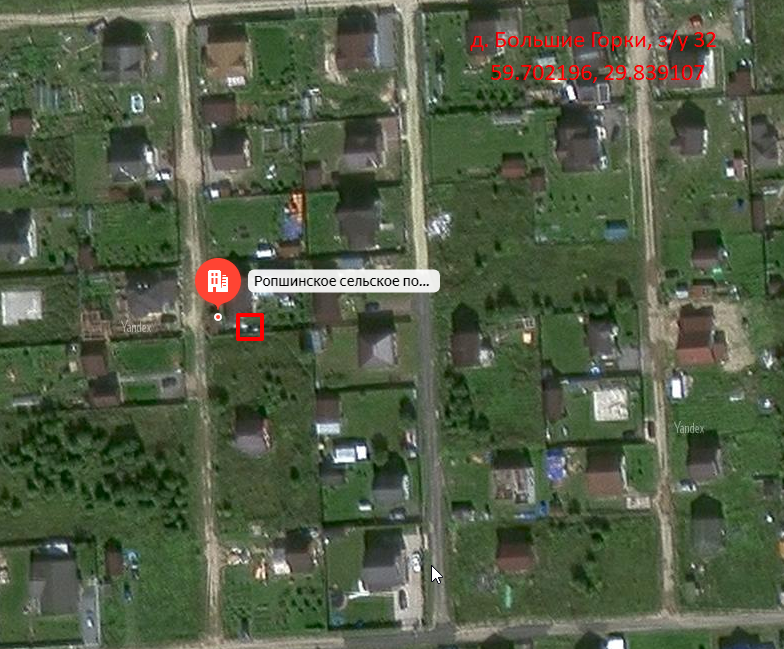 д. Большие Горки, з/у 32
59.702196, 29.839107
Ропшинское сельское по...
Yandex
Yandex